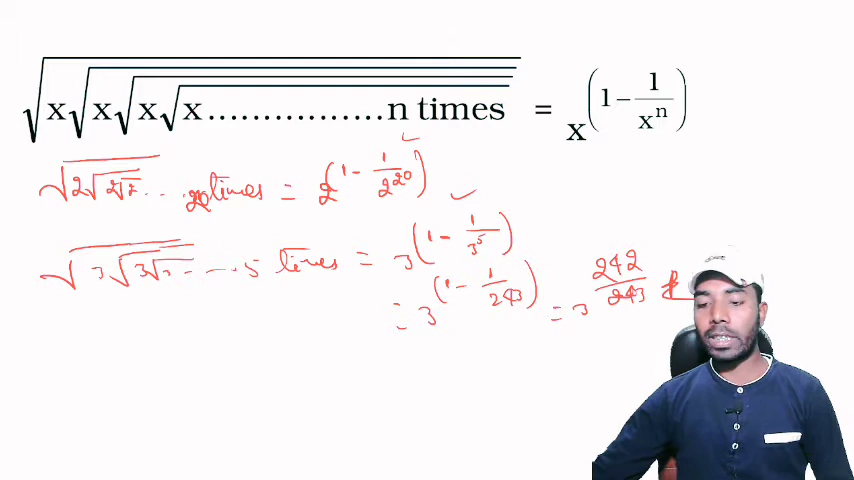 √x√x√x√x................n times = x^(1 − 1/x^n)
√2√2√2... 20 times = 2^(1 − 1/2^20)
√3√3√3.....5 times = 3^(1 − 1/3^5)
= 3^(1 − 1/243) = 3^242/243